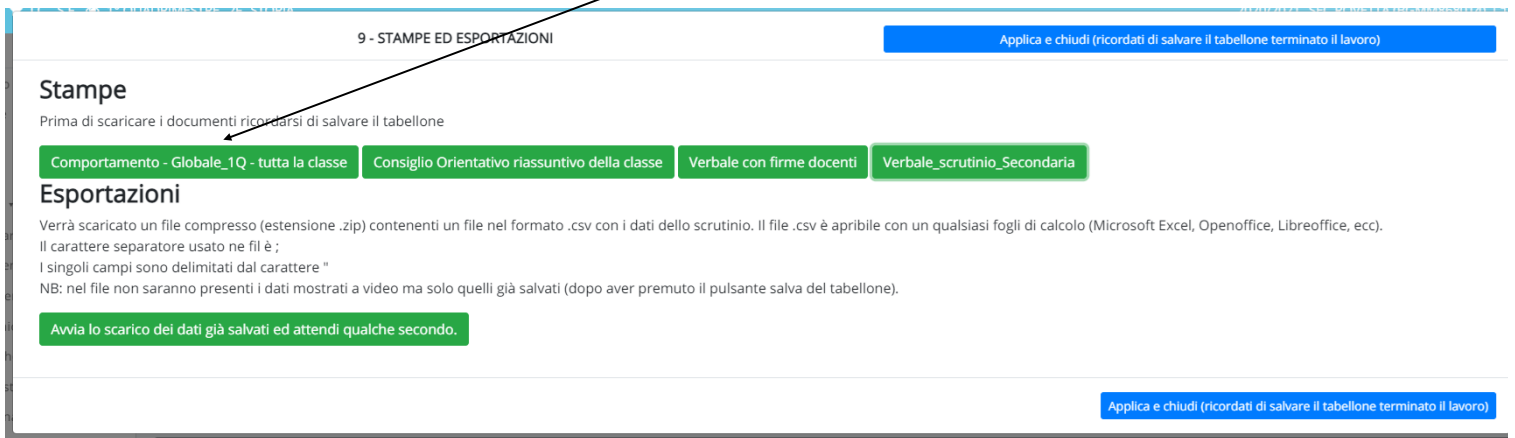 9 - STAMPE ED ESPORTAZIONI
Applica e chiudi (ricordati di salvare il tabellone terminato il lavoro)
Stampe
Prima di scaricare i documenti ricordarsi di salvare il tabellone
Comportamento - Globale_1Q - tutta la classe
Consiglio Orientativo riassuntivo della classe
Verbale con firme docenti
Verbale_scrutinio_Secondaria
Esportazioni
Verrà scaricato un file compresso (estensione .zip) contenenti un file nel formato .csv con i dati dello scrutinio. Il file .csv è apribile con un qualsiasi fogli di calcolo (Microsoft Excel, Openoffice, Libreoffice, ecc).
Il carattere separatore usato ne fil è ;
I singoli campi sono delimitati dal carattere "
NB: nel file non saranno presenti i dati mostrati a video ma solo quelli già salvati (dopo aver premuto il pulsante salva del tabellone).
Avvia lo scarico dei dati già salvati ed attendi qualche secondo.
Applica e chiudi (ricordati di salvare il tabellone terminato il lavoro)